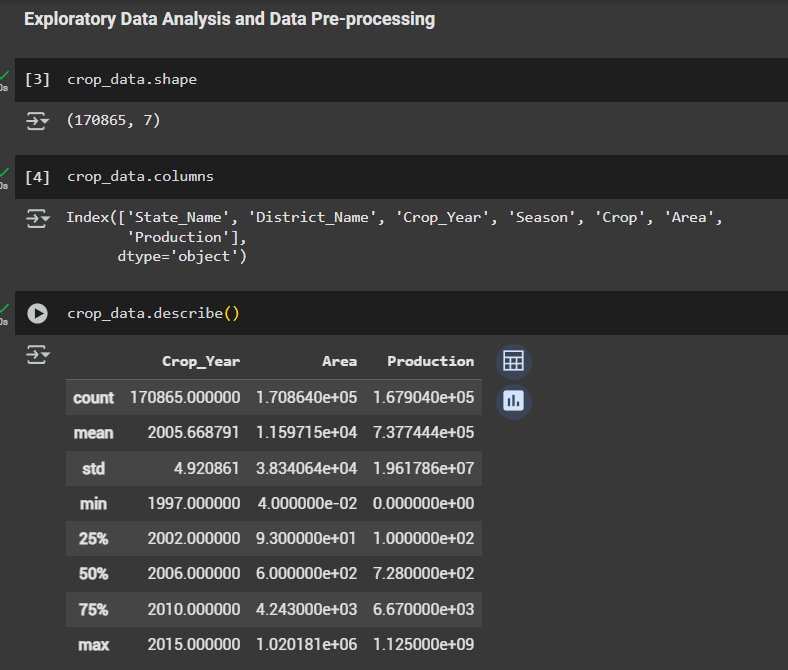 Exploratory Data Analysis and Data Pre-processing
[3] crop_data.shape
0s
(170865, 7)
[4] crop_data.columns
0s
Index(['State_Name', 'District_Name', 'Crop_Year', 'Season', 'Crop', 'Area',
'Production'],
dtype='object')
crop_data.describe()
0s
Crop_Year Area Production
count 170865.000000 1.708640e+05 1.679040e+05
mean 2005.668791 1.159715e+04 7.377444e+05
std 4.920861 3.834064e+04 1.961786e+07
min 1997.000000 4.000000e-02 0.000000e+00
25% 2002.000000 9.300000e+01 1.000000e+02
50% 2006.000000 6.000000e+02 7.280000e+02
75% 2010.000000 4.243000e+03 6.670000e+03
max 2015.000000 1.020181e+06 1.125000e+09